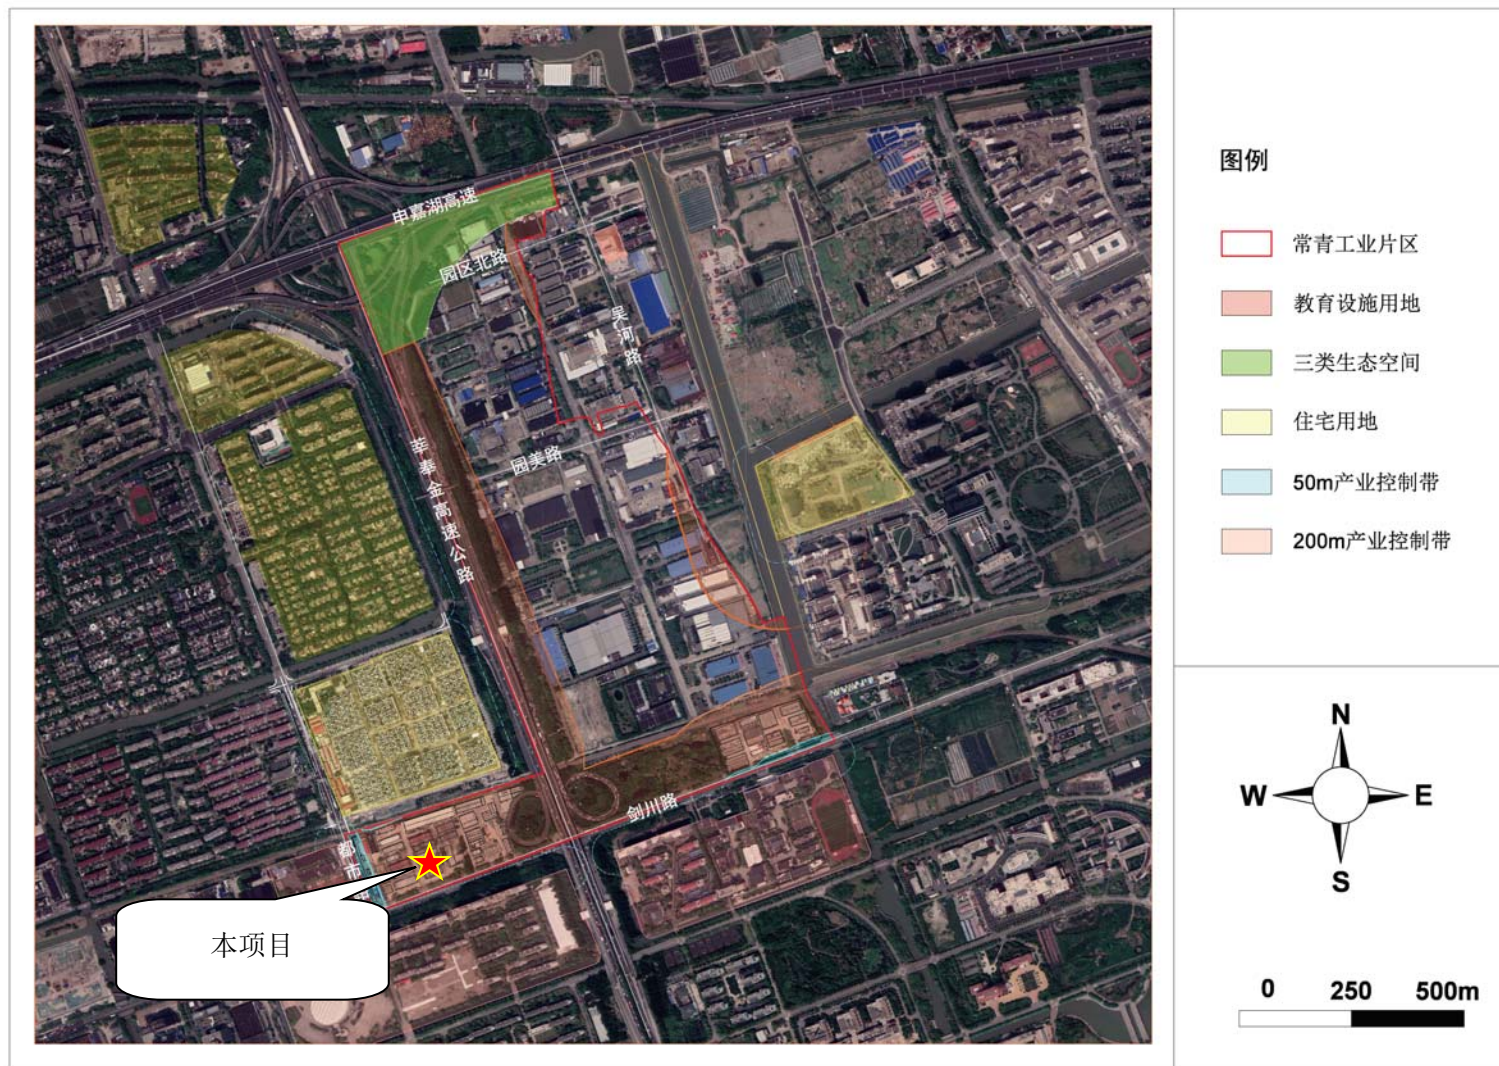 申嘉湖高速
园区北路
吴河路
莘奉金高速公路
园美路
剑川路
都市
本项目
图例
常青工业片区
教育设施用地
三类生态空间
住宅用地
50m产业控制带
200m产业控制带
N
W
E
S
0 250 500m